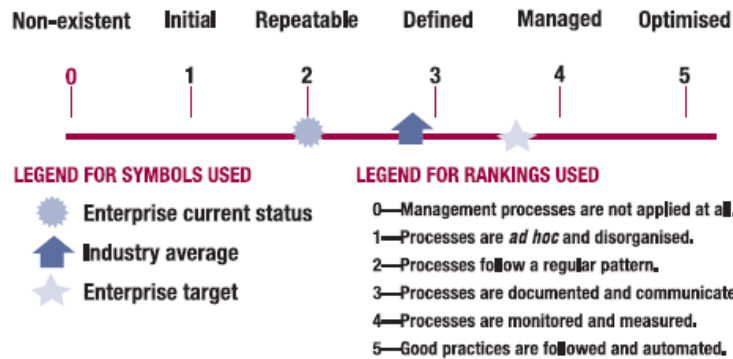 Non-existent Initial Repeatable Defined Managed Optimised
0 1 2 3 4 5
LEGEND FOR SYMBOLS USED
Enterprise current status
Industry average
Enterprise target
LEGEND FOR RANKINGS USED
0—Management processes are not applied at all.
1—Processes are ad hoc and disorganised.
2—Processes follow a regular pattern.
3—Processes are documented and communicate
4—Processes are monitored and measured.
5—Good practices are followed and automated.